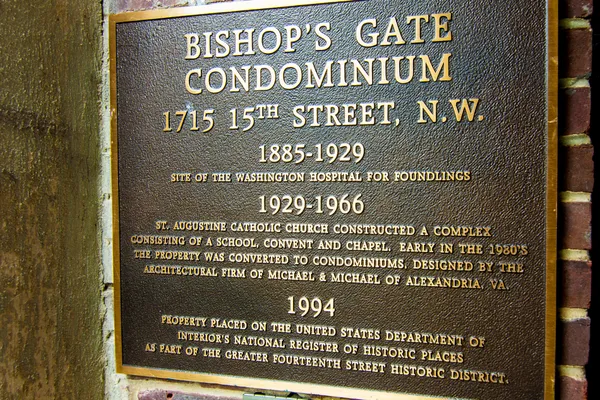 BISHOP'S GATE
CONDOMINIUM
1715 15TH STREET, N.W.
1885-1929
SITE OF THE WASHINGTON HOSPITAL FOR FOUNDLINGS
1929-1966
ST. AUGUSTINE CATHOLIC CHURCH CONSTRUCTED A COMPLEX
CONSISTING OF A SCHOOL, CONVENT AND CHAPEL. EARLY IN THE 1980'S
THE PROPERTY WAS CONVERTED TO CONDOMINIUMS, DESIGNED BY THE
ARCHITECTURAL FIRM OF MICHAEL & MICHAEL OF ALEXANDRIA, VA.
1994
PROPERTY PLACED ON THE UNITED STATES DEPARTMENT OF
INTERIOR'S NATIONAL REGISTER OF HISTORIC PLACES
AS PART OF THE GREATER FOURTEENTH STREET HISTORIC DISTRICT.